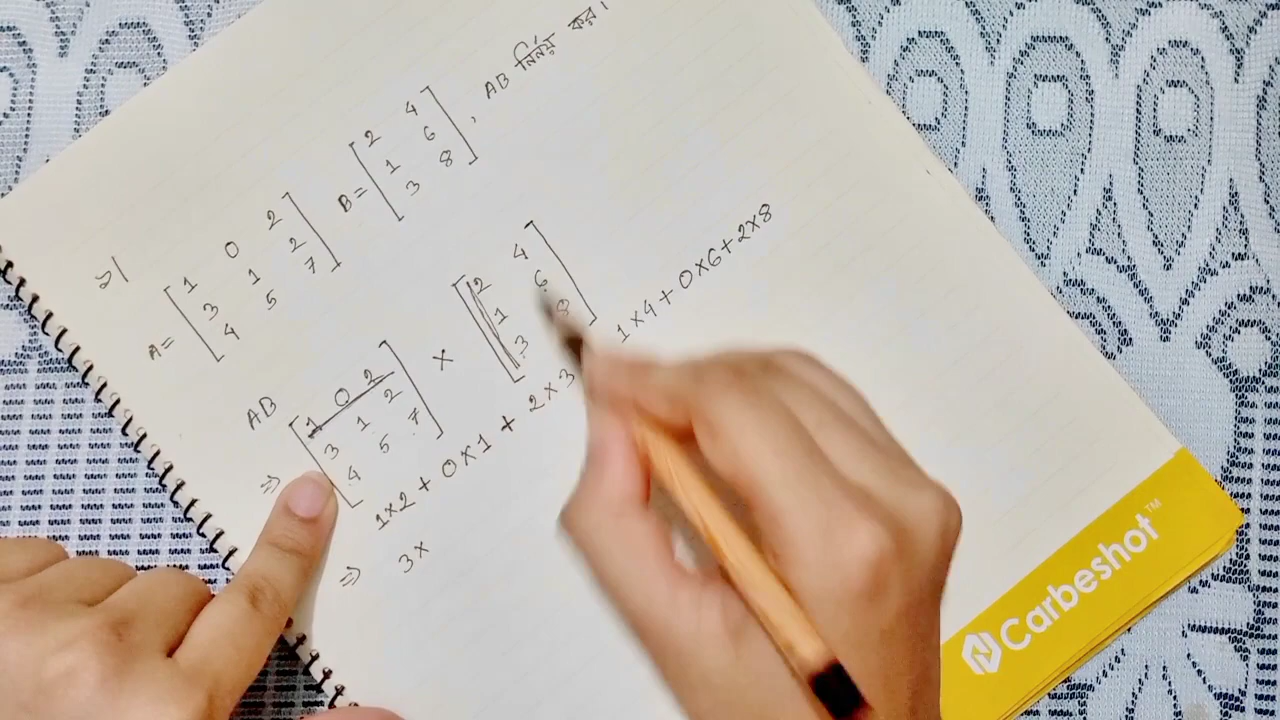 ২।
A = [1 0 2
3 1 2
4 5 7]
B = [2 4
1 6
3 8], AB নির্নয় কর।
AB
⇒ [1 0 2
3 1 2
4 5 7] × [2 4
1 6
3 8]
1×2 + 0×1 + 2×3 1×4 + 0×6 + 2×8
⇒ 3×
Carbeshot™